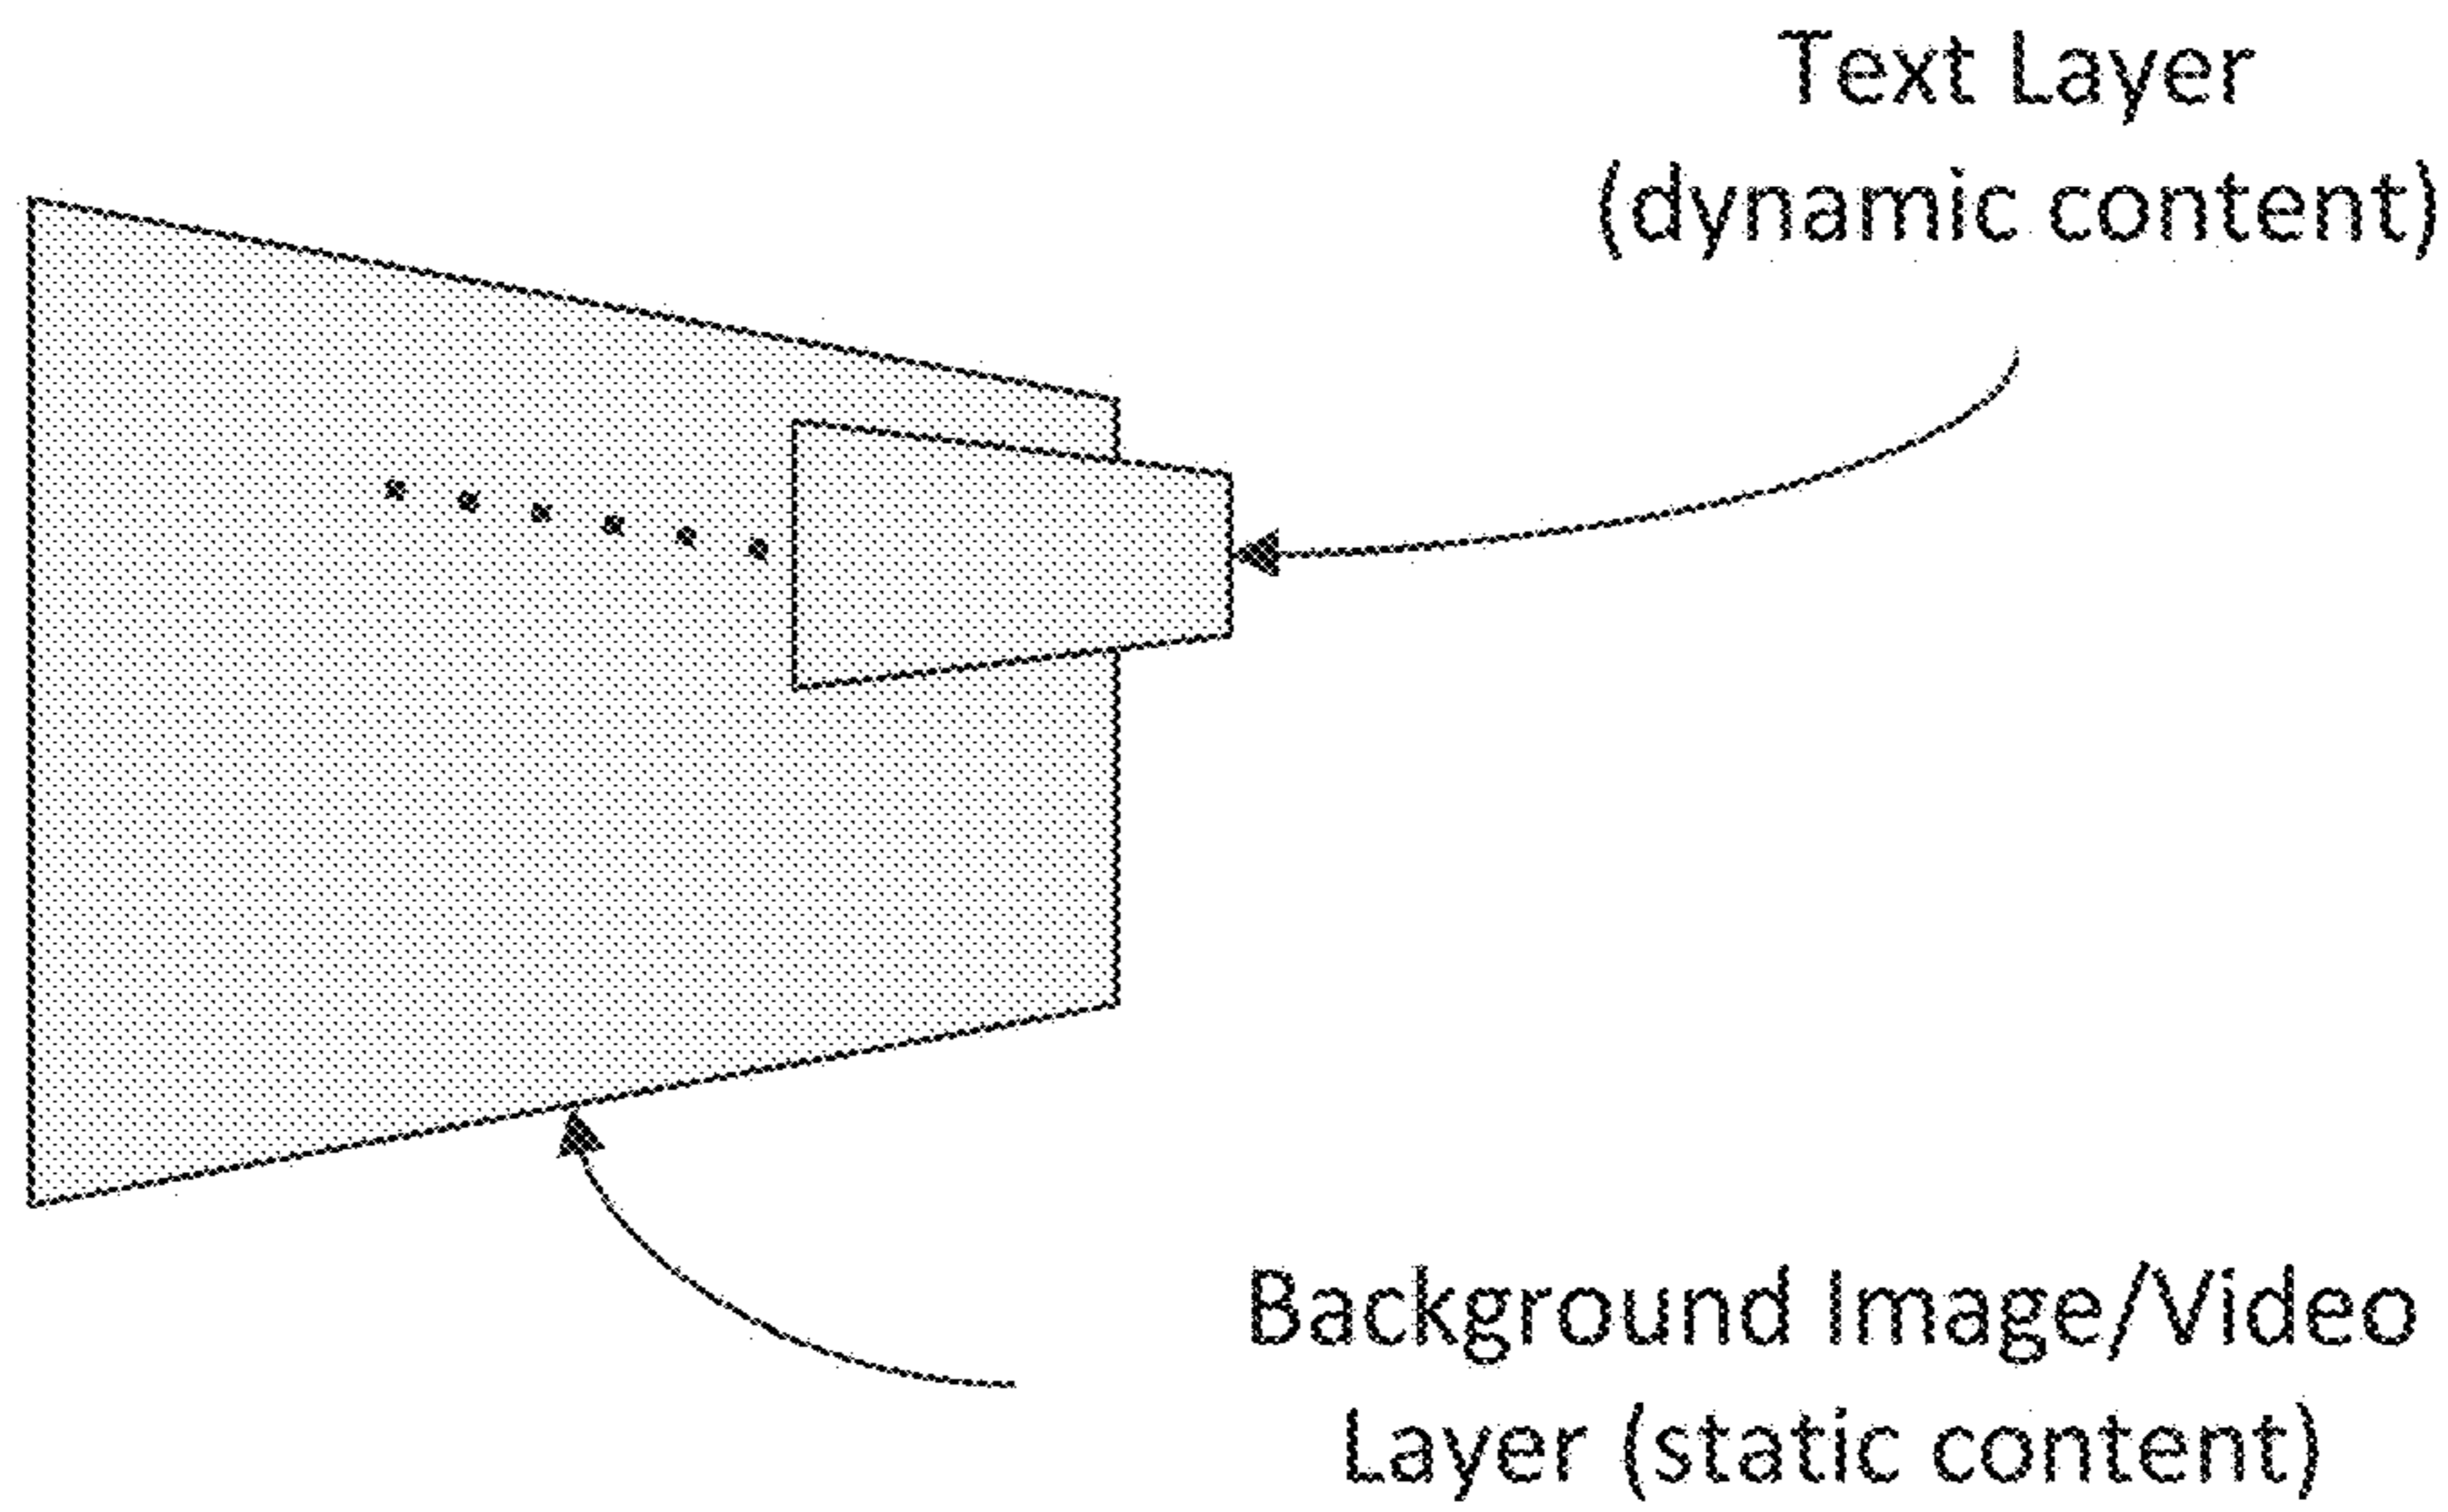 Text Layer
(dynamic content)
Background Image/Video
Layer (static content)